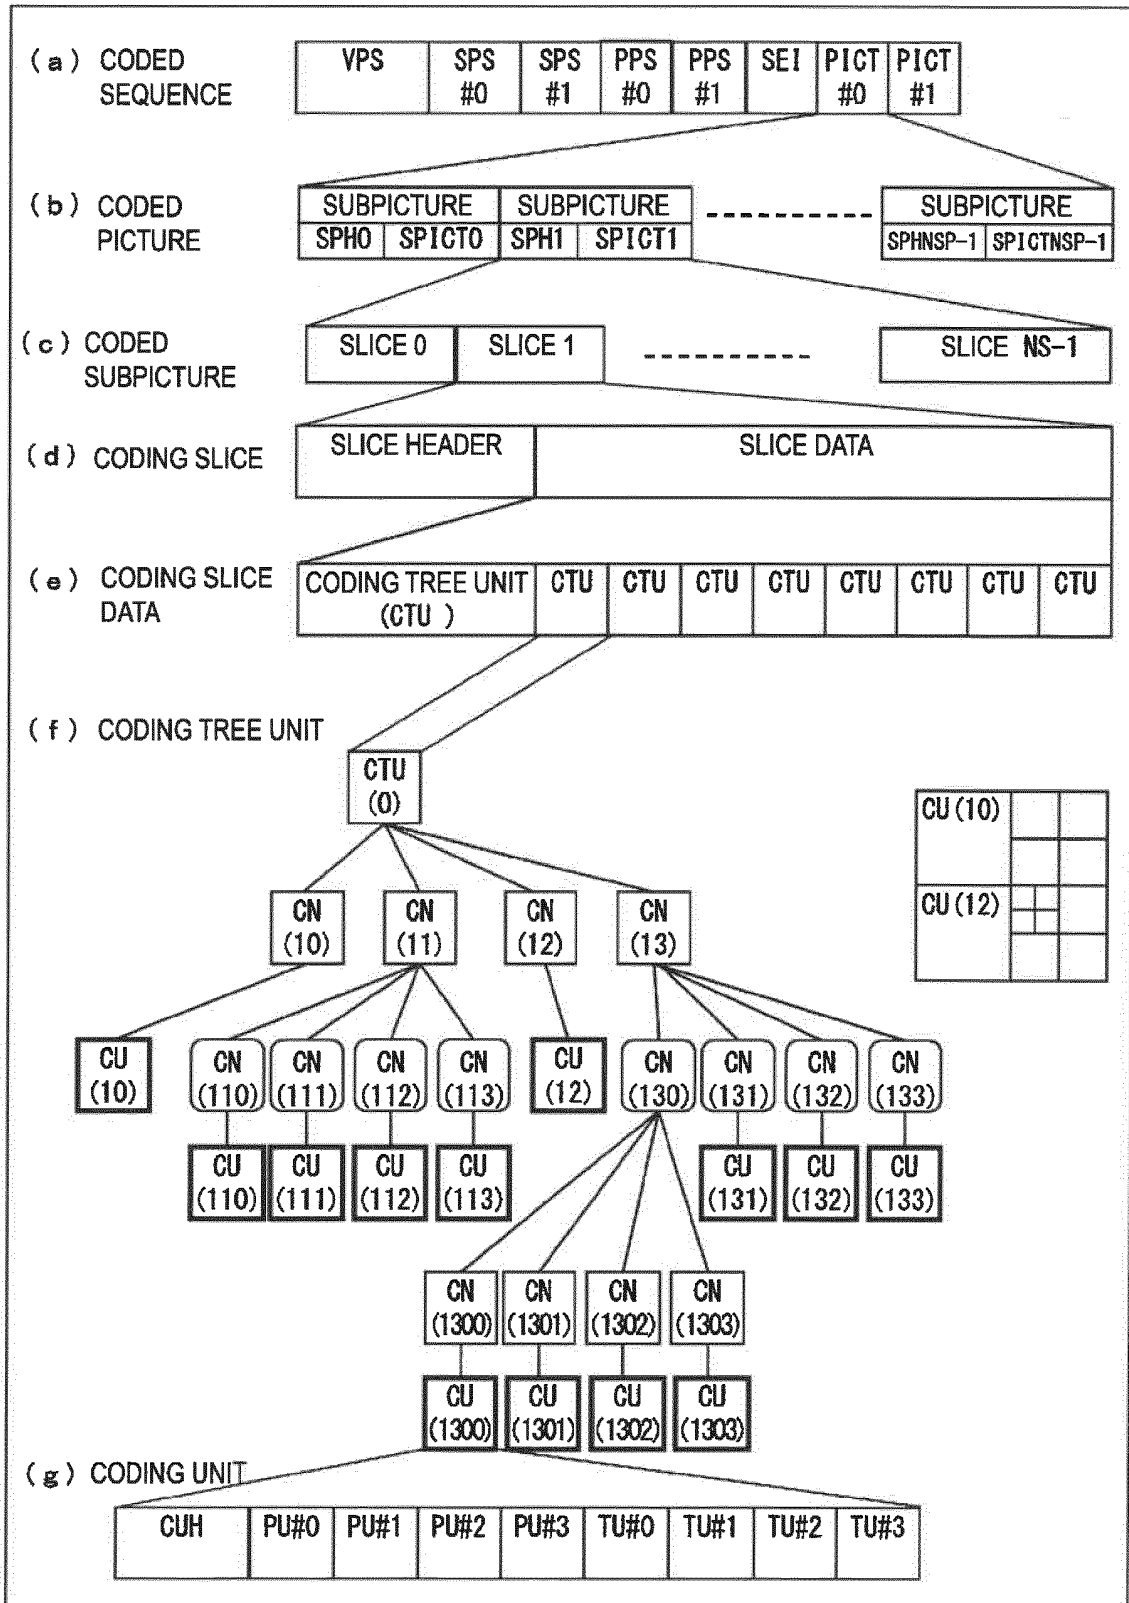 (a) CODED SEQUENCE
VPS
SPS #0
SPS #1
PPS #0
PPS #1
SEI
PICT #0
PICT #1
(b) CODED PICTURE
SUBPICTURE
SUBPICTURE
SUBPICTURE
SPH0
SPICT0
SPH1
SPICT1
SPHNSP-1
SPICTNSP-1
(c) CODED SUBPICTURE
SLICE 0
SLICE 1
SLICE NS-1
(d) CODING SLICE
SLICE HEADER
SLICE DATA
(e) CODING SLICE DATA
CODING TREE UNIT (CTU )
CTU
CTU
CTU
CTU
CTU
CTU
CTU
CTU
(f) CODING TREE UNIT
CTU (0)
CU(10)
CU(12)
CN (10)
CN (11)
CN (12)
CN (13)
CU (10)
CN (110)
CN (111)
CN (112)
CN (113)
CU (12)
CN (130)
CN (131)
CN (132)
CN (133)
CU (110)
CU (111)
CU (112)
CU (113)
CU (131)
CU (132)
CU (133)
CN (1300)
CN (1301)
CN (1302)
CN (1303)
CU (1300)
CU (1301)
CU (1302)
CU (1303)
(g) CODING UNIT
CUH
PU#0
PU#1
PU#2
PU#3
TU#0
TU#1
TU#2
TU#3